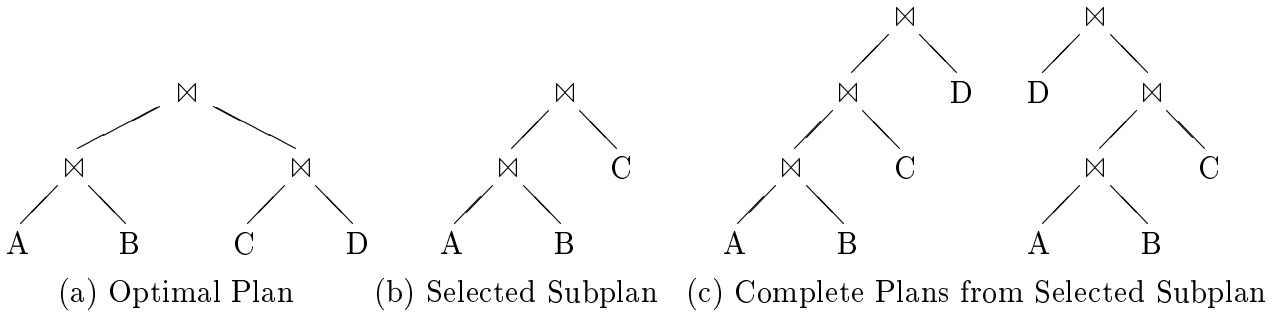 ⋈ ⋈
D D
⋈ ⋈ ⋈ ⋈
⋈ ⋈ ⋈ C ⋈ C ⋈ C
A B C D A B A B A B
(a) Optimal Plan (b) Selected Subplan (c) Complete Plans from Selected Subplan